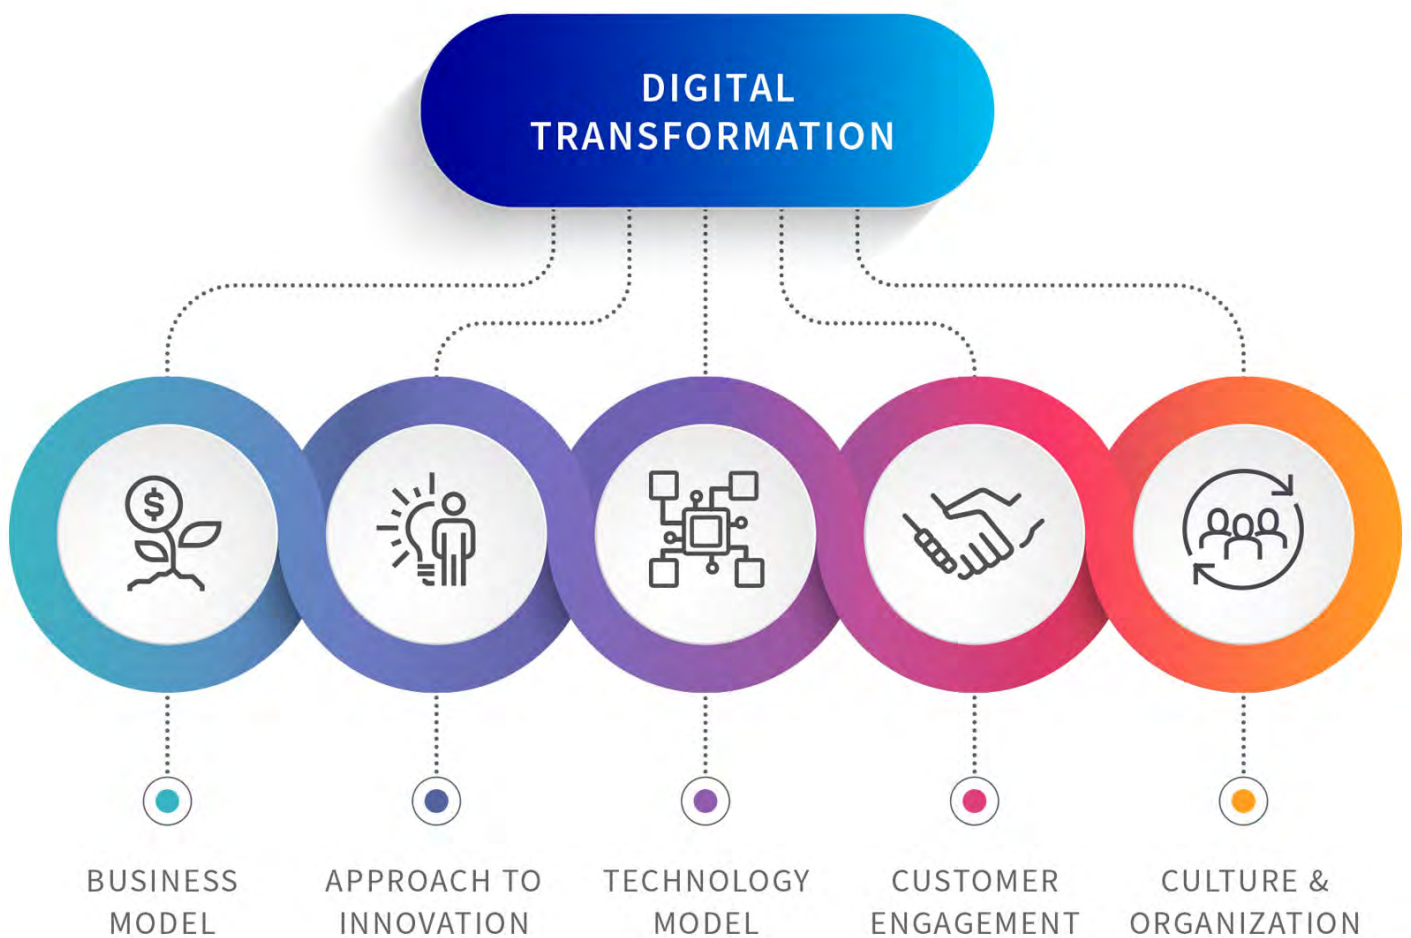 DIGITAL
TRANSFORMATION
$
BUSINESS
MODEL
APPROACH TO
INNOVATION
TECHNOLOGY
MODEL
CUSTOMER
ENGAGEMENT
CULTURE &
ORGANIZATION